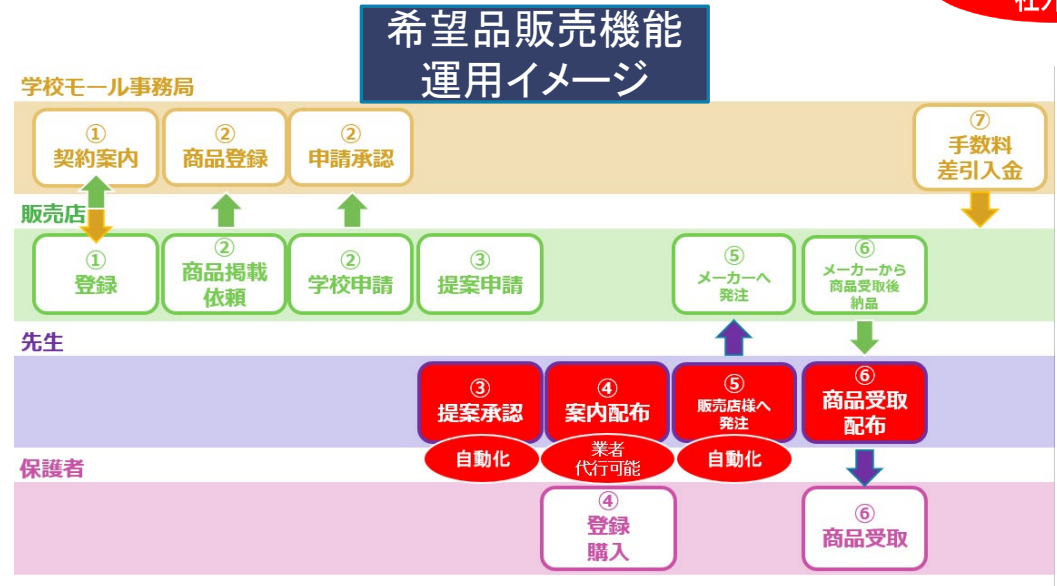 希望品販売機能
運用イメージ
学校モール事務局
①
契約案内
②
商品登録
②
申請承認
⑦
手数料
差引入金
販売店
①
登録
②
商品掲載
依頼
②
学校申請
③
提案申請
⑤
メーカーへ
発注
⑥
メーカーから
商品受取後
納品
先生
③
提案承認
④
案内配布
⑤
販売店様へ
発注
⑥
商品受取
配布
自動化
業者
代行可能
自動化
保護者
④
登録
購入
⑥
商品受取